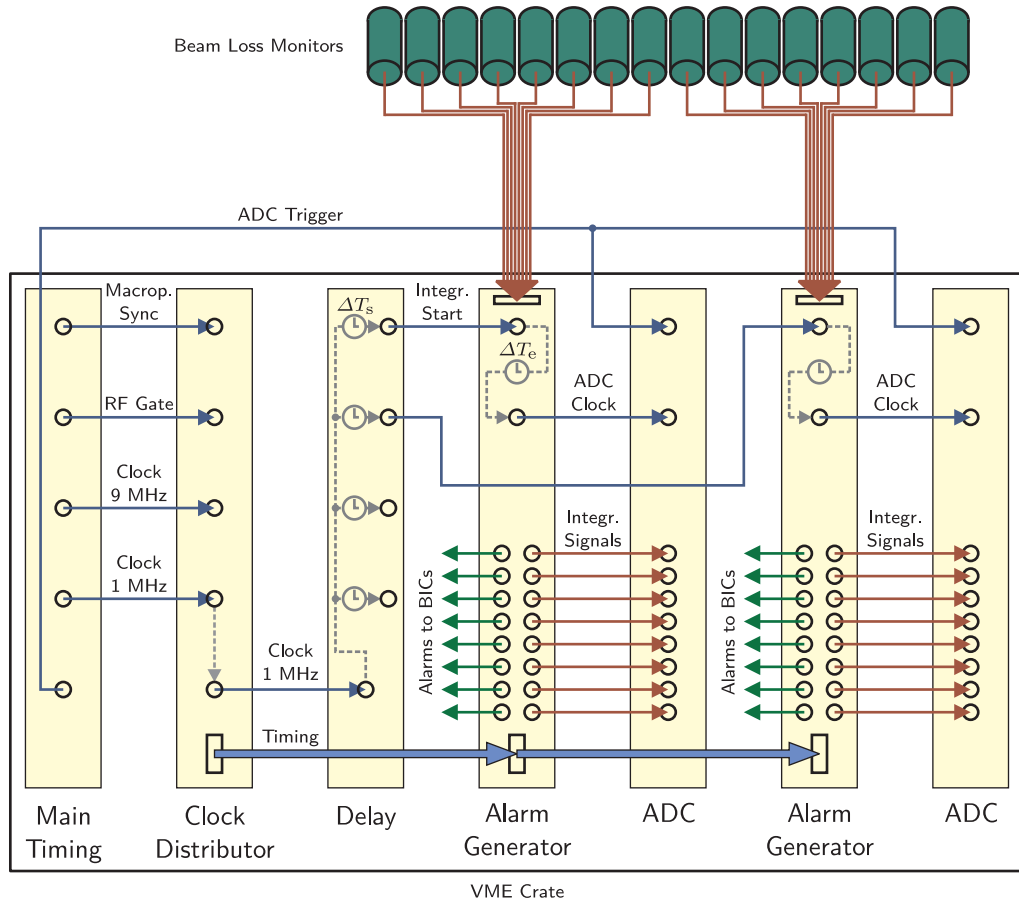 Beam Loss Monitors
ADC Trigger
Macrop.
Sync
ΔTs
Integr.
Start
ΔTe
RF Gate
ADC
Clock
ADC
Clock
Clock
9 MHz
Integr.
Signals
Integr.
Signals
Clock
1 MHz
Alarms to BICs
Alarms to BICs
Clock
1 MHz
Timing
Main
Timing
Clock
Distributor
Delay
Alarm
Generator
ADC
Alarm
Generator
ADC
VME Crate